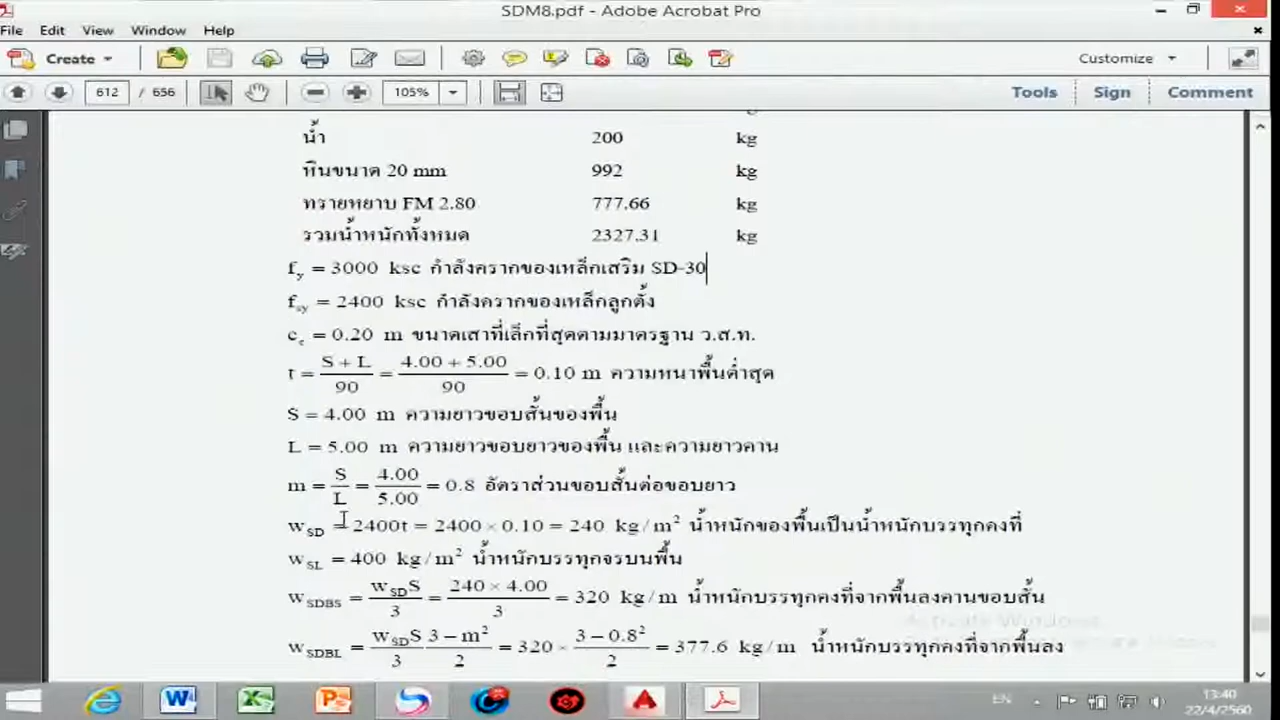 SDM8.pdf - Adobe Acrobat Pro
File Edit View Window Help
Create Customize
612 / 656 105% Tools Sign Comment
น้ำ 200 kg
หินขนาด 20 mm 992 kg
ทรายหยาบ FM 2.80 777.66 kg
รวมน้ำหนักทั้งหมด 2327.31 kg
f_y = 3000 ksc กำลังครากของเหล็กเสริม SD-30
f_sy = 2400 ksc กำลังครากของเหล็กลูกตั้ง
c_c = 0.20 m ขนาดเสาที่เล็กที่สุดตามมาตรฐาน ว.ส.ท.
t = (S + L)/90 = (4.00 + 5.00)/90 = 0.10 m ความหนาพื้นต่ำสุด
S = 4.00 m ความยาวขอบสั้นของพื้น
L = 5.00 m ความยาวขอบยาวของพื้น และความยาวคาน
m = S/L = 4.00/5.00 = 0.8 อัตราส่วนขอบสั้นต่อขอบยาว
w_SD = 2400t = 2400 × 0.10 = 240 kg/m² น้ำหนักของพื้นเป็นน้ำหนักบรรทุกคงที่
w_SL = 400 kg/m² น้ำหนักบรรทุกจรบนพื้น
w_SDBS = w_SD S/3 = 240 × 4.00/3 = 320 kg/m น้ำหนักบรรทุกคงที่จากพื้นลงคานขอบสั้น
w_SDBL = w_SD S/3 (3 – m²)/2 = 320 × (3 – 0.8²)/2 = 377.6 kg/m น้ำหนักบรรทุกคงที่จากพื้นลง
Activate Windows
EN 13:40
22/4/2560